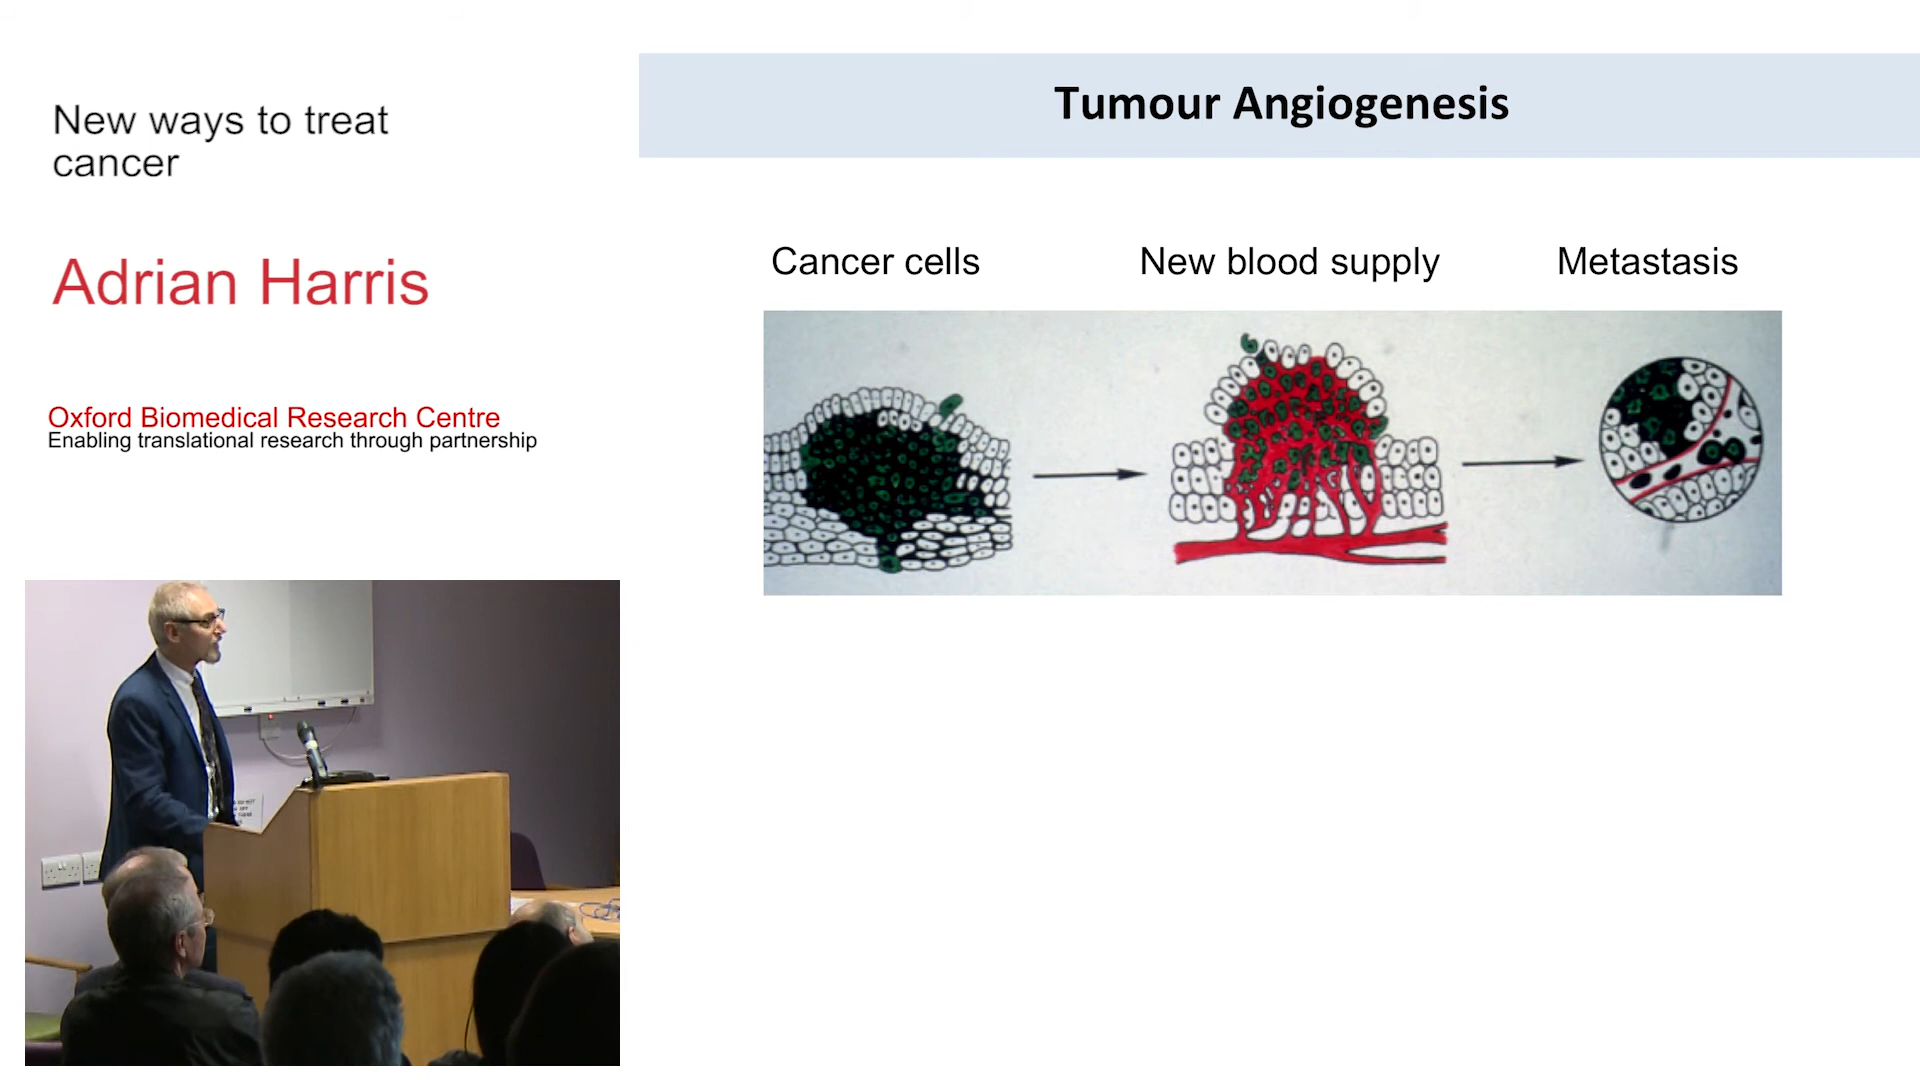 New ways to treat
cancer
Adrian Harris
Oxford Biomedical Research Centre
Enabling translational research through partnership
Tumour Angiogenesis
Cancer cells
New blood supply
Metastasis